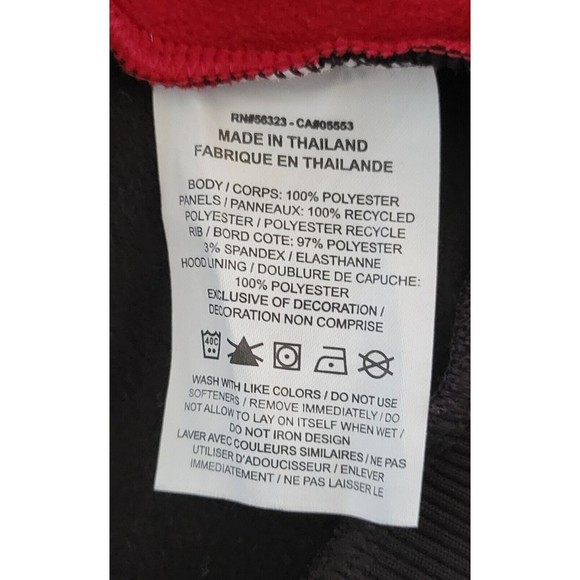 RN#56323 - CA#05553
MADE IN THAILAND
FABRIQUE EN THAILANDE
BODY / CORPS: 100% POLYESTER
PANELS / PANNEAUX: 100% RECYCLED
POLYESTER / POLYESTER RECYCLE
RIB / BORD COTE: 97% POLYESTER
3% SPANDEX / ELASTHANNE
HOOD LINING / DOUBLURE DE CAPUCHE:
100% POLYESTER
EXCLUSIVE OF DECORATION /
DECORATION NON COMPRISE
40C
WASH WITH LIKE COLORS / DO NOT USE
SOFTENERS / REMOVE IMMEDIATELY / DO
NOT ALLOW TO LAY ON ITSELF WHEN WET /
DO NOT IRON DESIGN
LAVER AVEC COULEURS SIMILAIRES / NE PAS
UTILISER D'ADOUCISSEUR / ENLEVER
IMMEDIATEMENT / NE PAS LAISSER LE